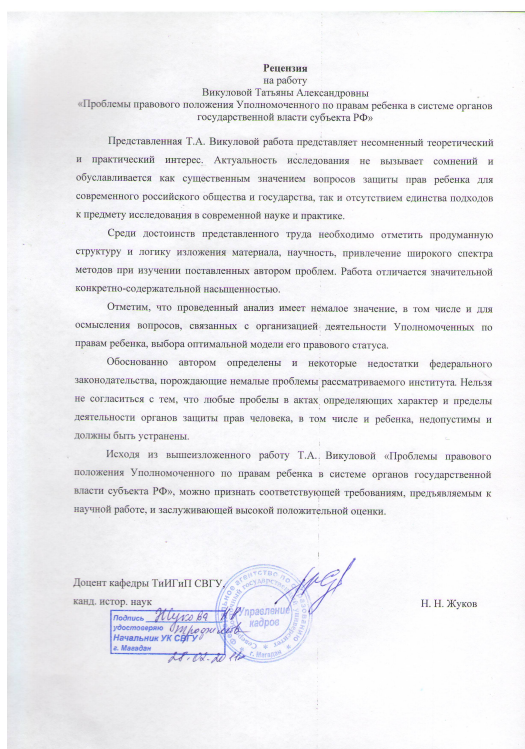 Рецензия
на работу
Викуловой Татьяны Александровны
«Проблемы правового положения Уполномоченного по правам ребенка в системе органов
государственной власти субъекта РФ»
Представленная Т.А. Викуловой работа представляет несомненный теоретический
и практический интерес. Актуальность исследования не вызывает сомнений и
обуславливается как существенным значением вопросов защиты прав ребенка для
современного российского общества и государства, так и отсутствием единства подходов
к предмету исследования в современной науке и практике.
Среди достоинств представленного труда необходимо отметить продуманную
структуру и логику изложения материала, научность, привлечение широкого спектра
методов при изучении поставленных автором проблем. Работа отличается значительной
конкретно-содержательной насыщенностью.
Отметим, что проведенный анализ имеет немалое значение, в том числе и для
осмысления вопросов, связанных с организацией деятельности Уполномоченных по
правам ребенка, выбора оптимальной модели его правового статуса.
Обоснованно автором определены и некоторые недостатки федерального
законодательства, порождающие немалые проблемы рассматриваемого института. Нельзя
не согласиться с тем, что любые пробелы в актах определяющих характер и пределы
деятельности органов защиты прав человека, в том числе и ребенка, недопустимы и
должны быть устранены.
Исходя из вышеизложенного работу Т.А. Викуловой «Проблемы правового
положения Уполномоченного по правам ребенка в системе органов государственной
власти субъекта РФ», можно признать соответствующей требованиям, предъявляемым к
научной работе, и заслуживающей высокой положительной оценки.
Доцент кафедры ТиИГиП СВГУ,
канд. истор. наук
Н. Н. Жуков
Подпись Жукова Н.Н.
удостоверяю
Начальник УК СВГУ
г. Магадан
Управление
кадров